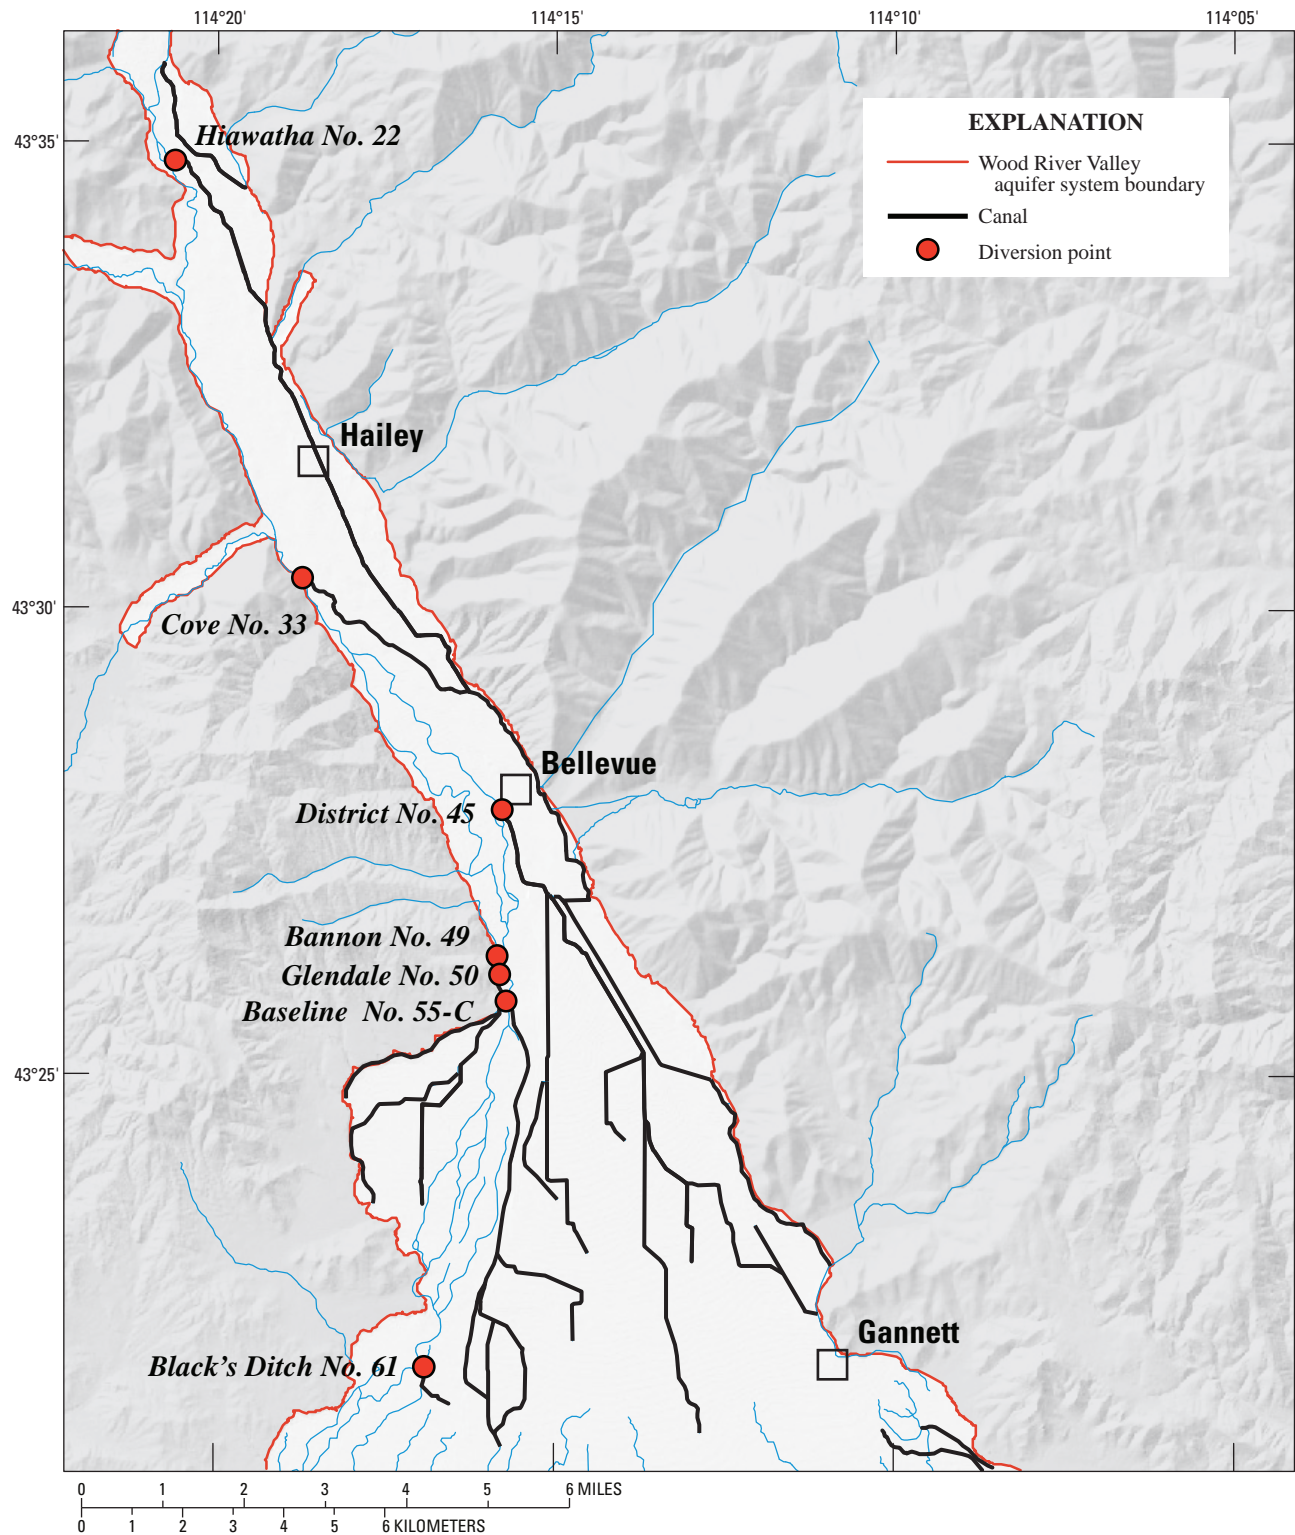 114°20' 114°15' 114°10' 114°05'
43°35'
Hiawatha No. 22
EXPLANATION
Wood River Valley
aquifer system boundary
Canal
Diversion point
Hailey
43°30'
Cove No. 33
Bellevue
District No. 45
Bannon No. 49
Glendale No. 50
Baseline No. 55-C
43°25'
Gannett
Black's Ditch No. 61
0 1 2 3 4 5 6 MILES
0 1 2 3 4 5 6 KILOMETERS